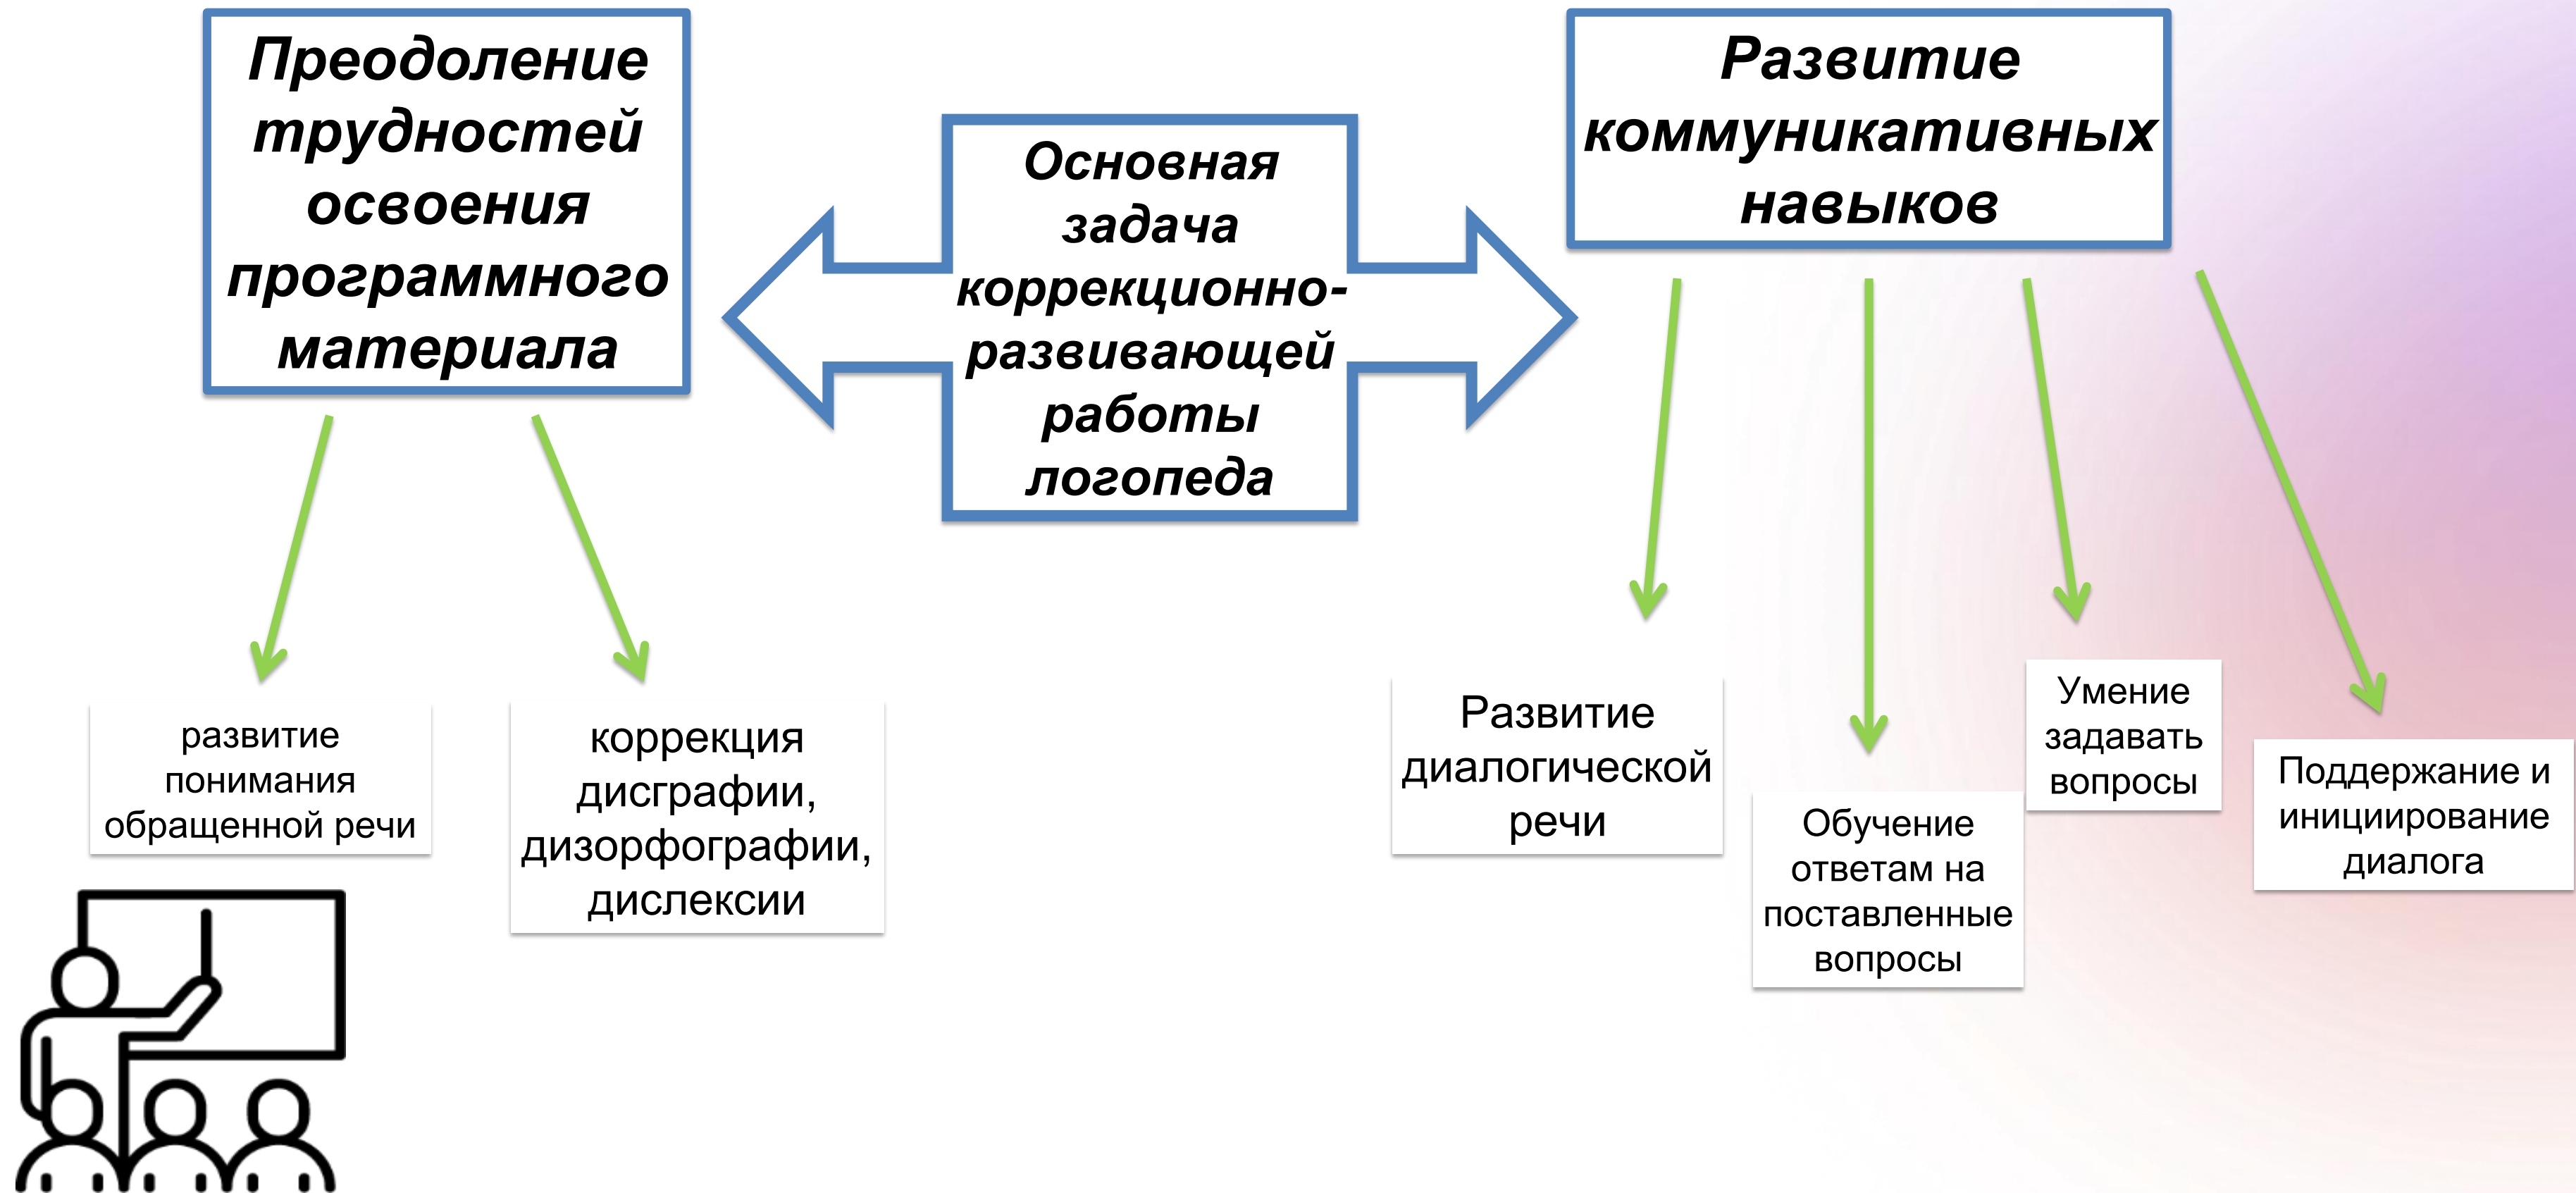 Преодоление
трудностей
освоения
программного
материала
Основная
задача
коррекционно-
развивающей
работы
логопеда
Развитие
коммуникативных
навыков
развитие
понимания
обращенной речи
коррекция
дисграфии,
дизорфографии,
дислексии
Развитие
диалогической
речи
Обучение
ответам на
поставленные
вопросы
Умение
задавать
вопросы
Поддержание и
инициирование
диалога